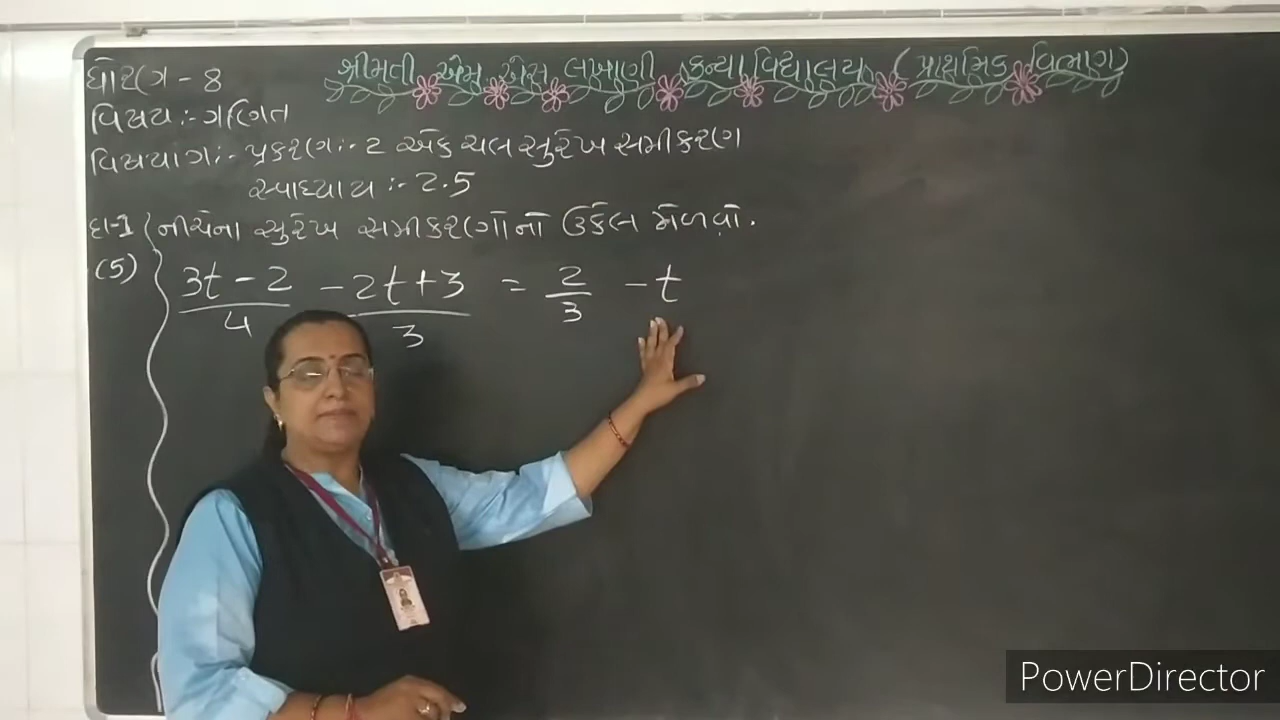 શ્રીમતી એમ એસ લખાણી કન્યા વિદ્યાલય (પ્રાથમિક વિભાગ)
ધોરણ - 8
વિષય :- ગણિત
વિષયાંગ :- પ્રકરણ :- 2 એક ચલ સુરેખ સમીકરણ
સ્વાધ્યાય :- 2.5
દા-1 નીચેના સુરેખ સમીકરણોનો ઉકેલ મેળવો.
(5) 3t - 2 / 4 - 2t + 3 / 3 = 2 / 3 - t
PowerDirector